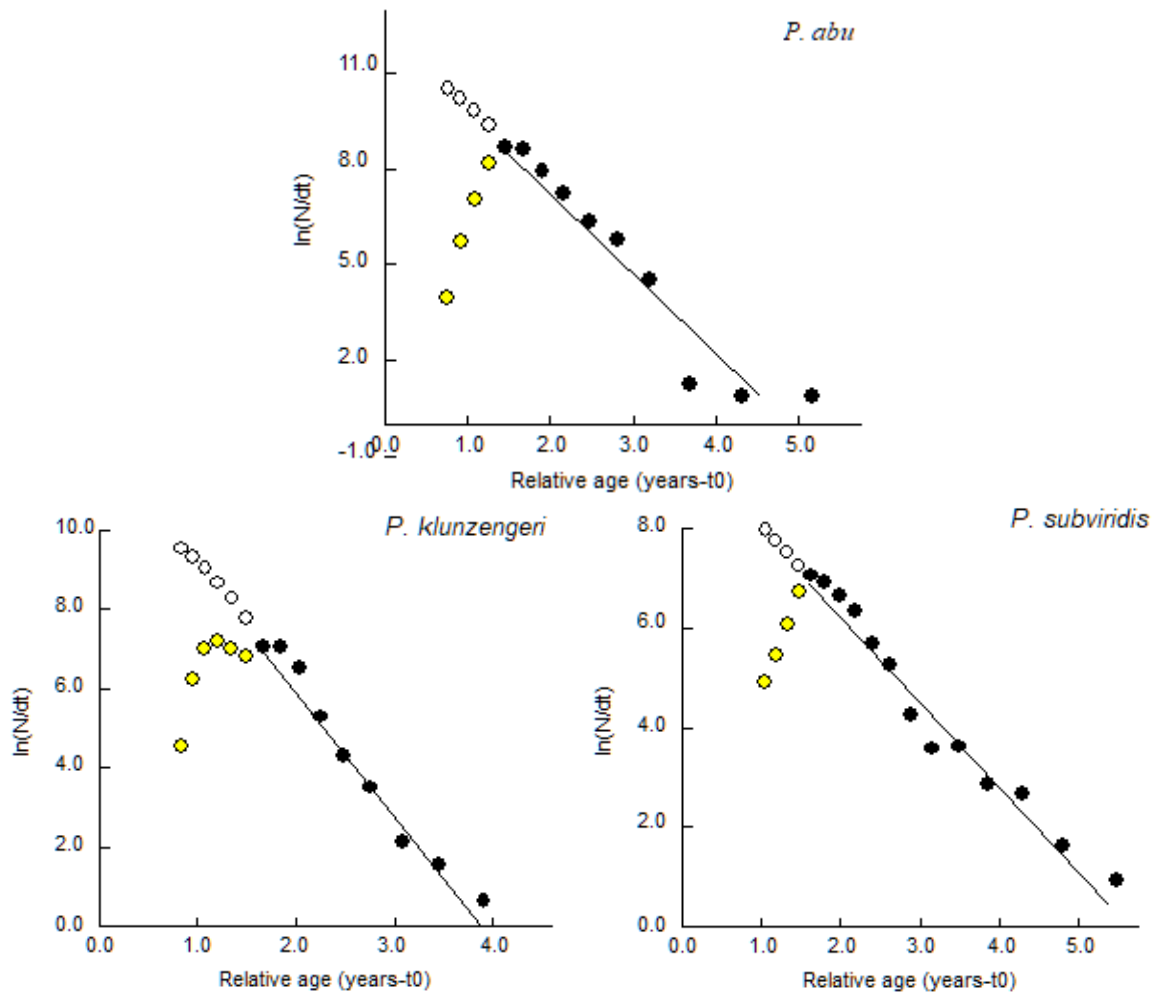 P. abu
11.0
8.0
5.0
2.0
-1.0
ln(N/dt)
0.0 1.0 2.0 3.0 4.0 5.0
Relative age (years-t0)
P. klunzengeri
10.0
8.0
6.0
4.0
2.0
0.0
ln(N/dt)
0.0 1.0 2.0 3.0 4.0
Relative age (years-t0)
P. subviridis
8.0
6.0
4.0
2.0
0.0
ln(N/dt)
0.0 1.0 2.0 3.0 4.0 5.0
Relative age (years-t0)